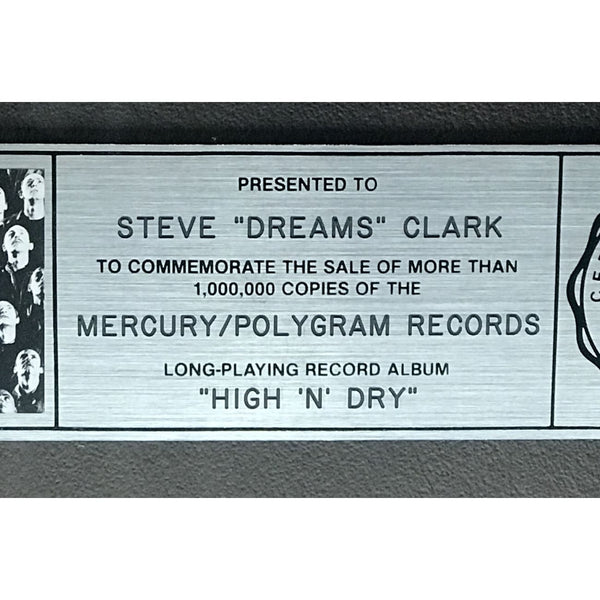 PRESENTED TO
STEVE "DREAMS" CLARK
TO COMMEMORATE THE SALE OF MORE THAN
1,000,000 COPIES OF THE
MERCURY/POLYGRAM RECORDS
LONG-PLAYING RECORD ALBUM
"HIGH 'N' DRY"